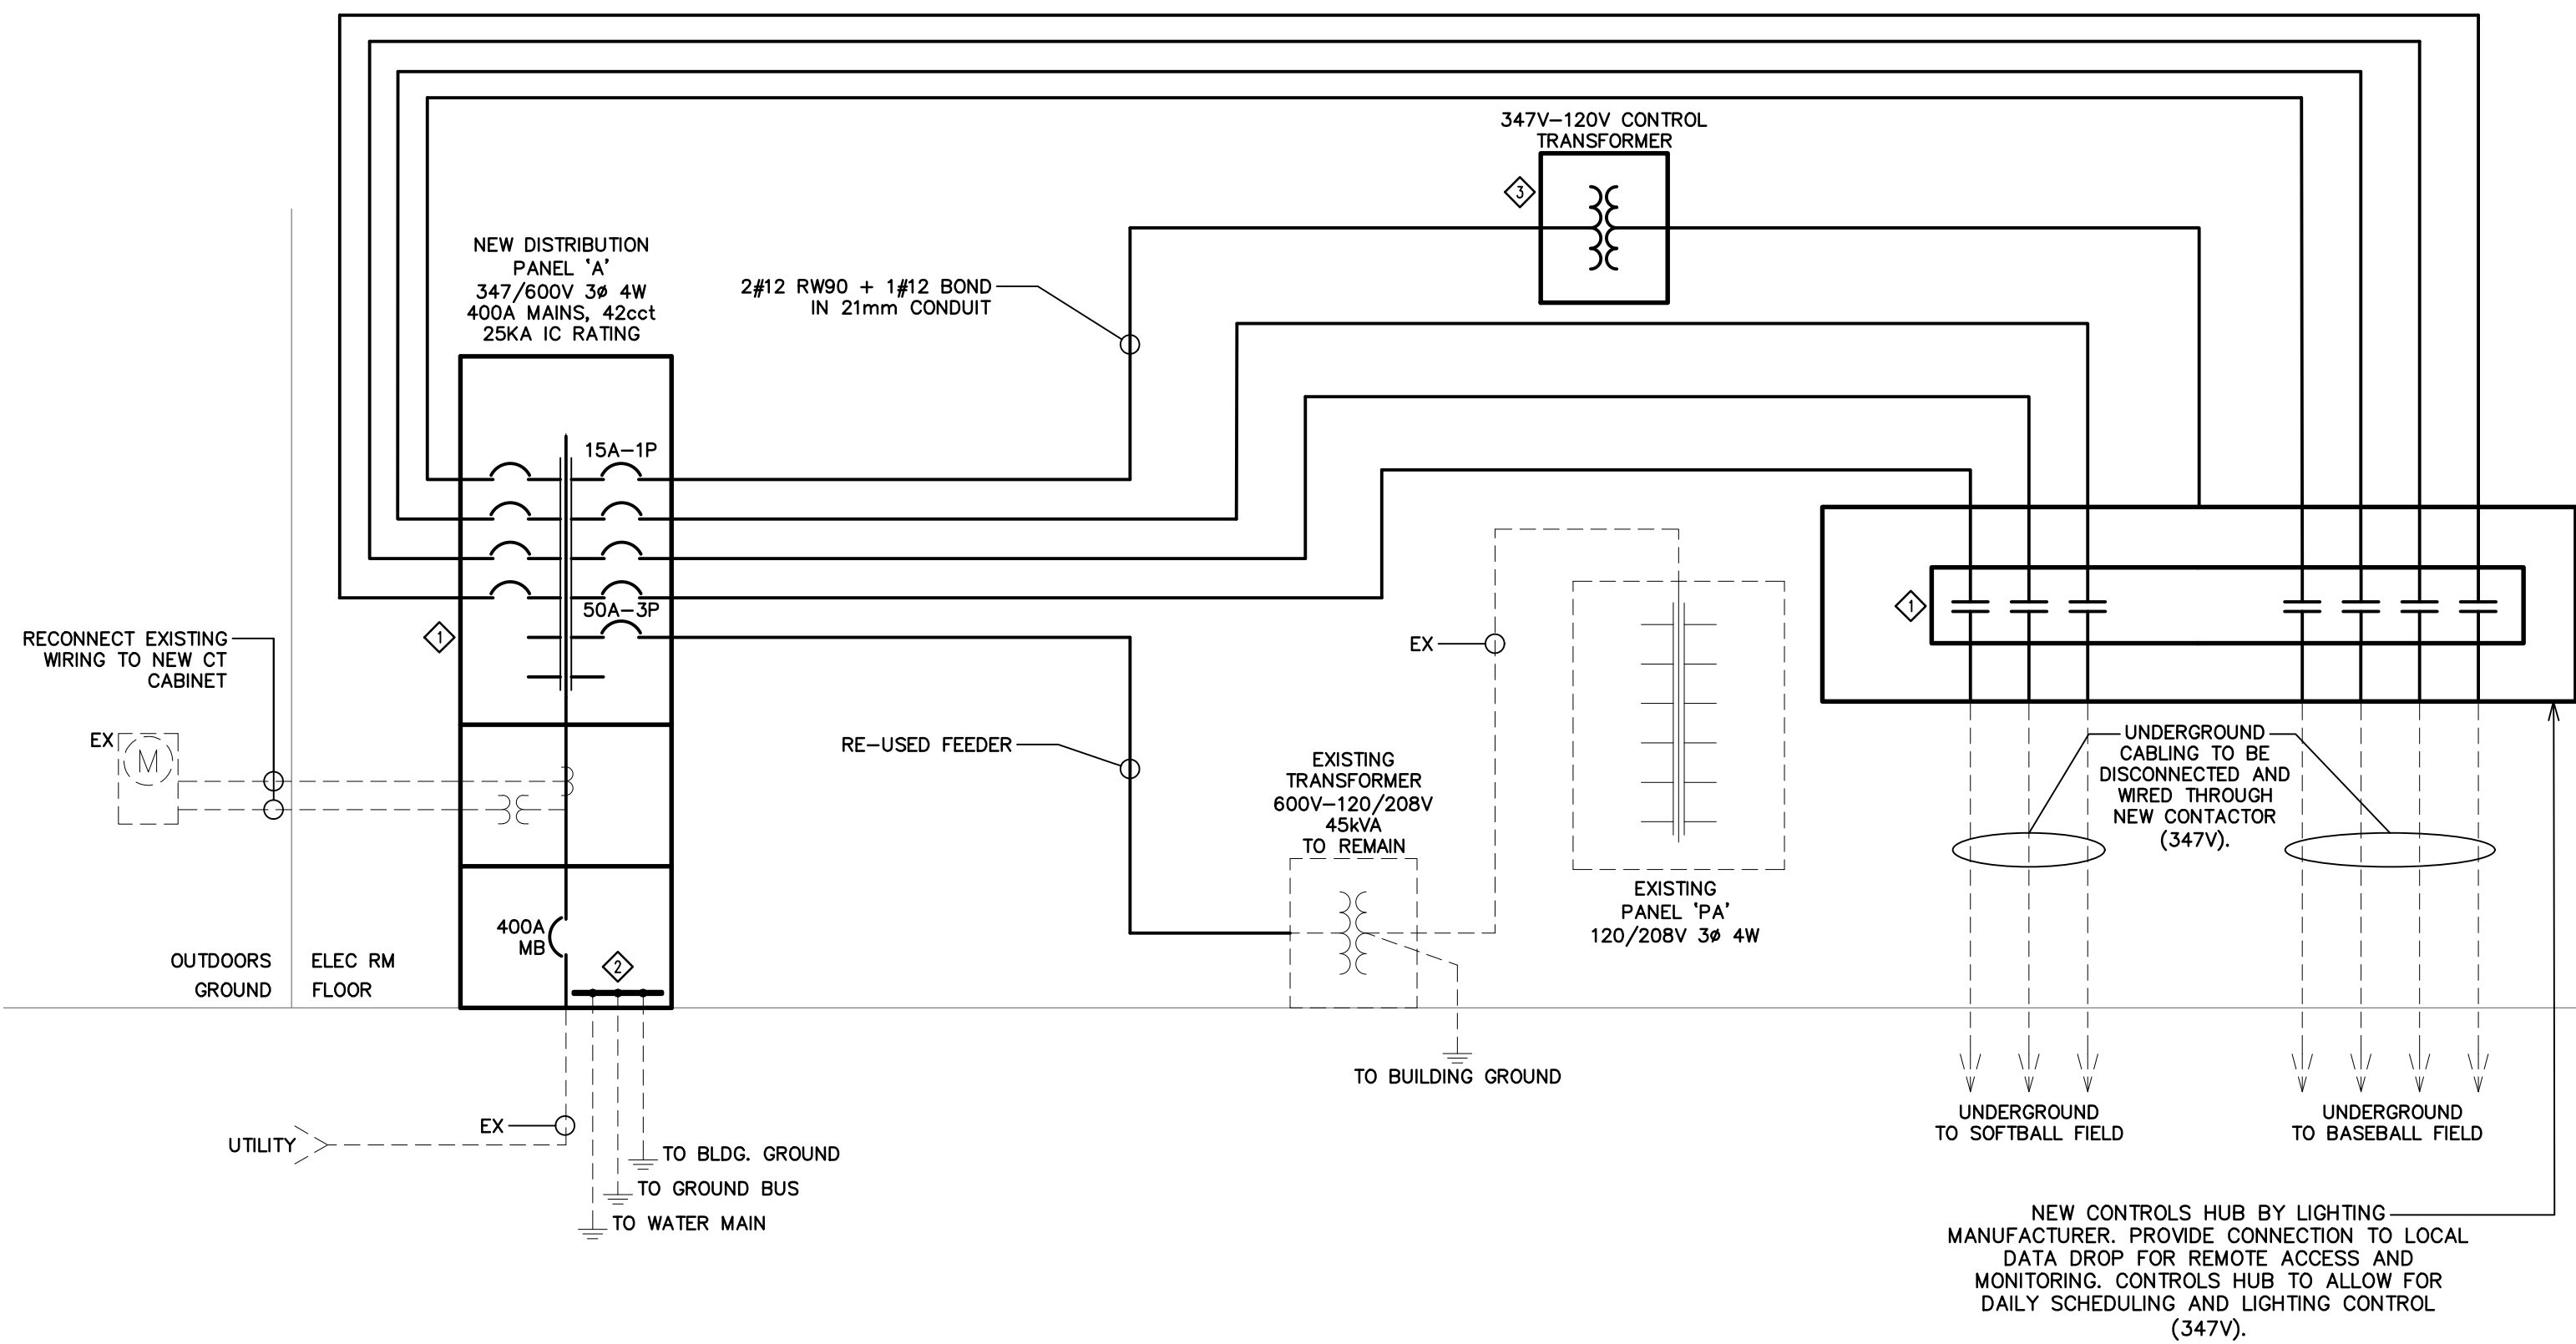 347V-120V CONTROL
TRANSFORMER
3
NEW DISTRIBUTION
PANEL 'A'
347/600V 3ø 4W
400A MAINS, 42cct
25KA IC RATING
2#12 RW90 + 1#12 BOND
IN 21mm CONDUIT
15A-1P
50A-3P
1
RECONNECT EXISTING
WIRING TO NEW CT
CABINET
EX
M
400A
MB
2
OUTDOORS
GROUND
ELEC RM
FLOOR
RE-USED FEEDER
EXISTING
TRANSFORMER
600V-120/208V
45kVA
TO REMAIN
EX
EXISTING
PANEL 'PA'
120/208V 3ø 4W
1
UNDERGROUND
CABLING TO BE
DISCONNECTED AND
WIRED THROUGH
NEW CONTACTOR
(347V).
TO BUILDING GROUND
EX
UTILITY
TO BLDG. GROUND
TO GROUND BUS
TO WATER MAIN
UNDERGROUND
TO SOFTBALL FIELD
UNDERGROUND
TO BASEBALL FIELD
NEW CONTROLS HUB BY LIGHTING
MANUFACTURER. PROVIDE CONNECTION TO LOCAL
DATA DROP FOR REMOTE ACCESS AND
MONITORING. CONTROLS HUB TO ALLOW FOR
DAILY SCHEDULING AND LIGHTING CONTROL
(347V).